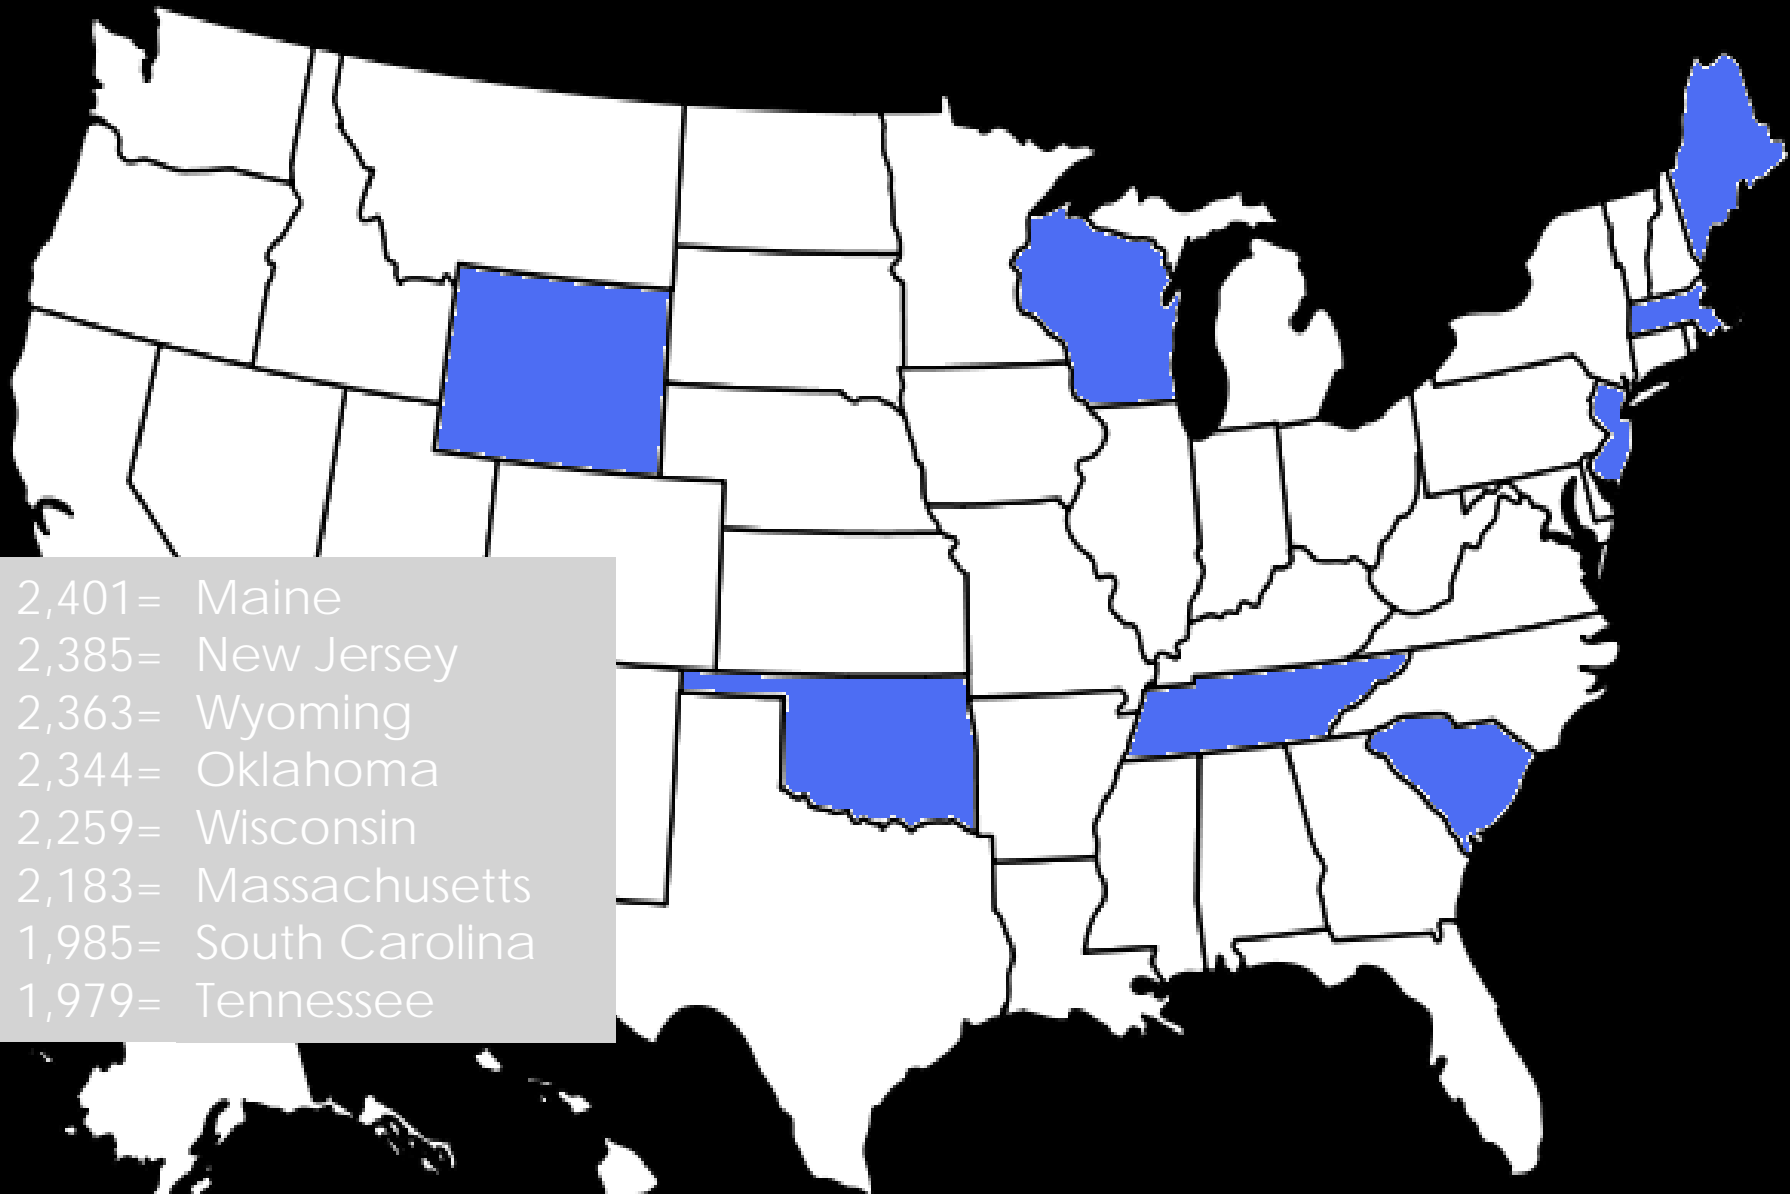 2,401= Maine
2,385= New Jersey
2,363= Wyoming
2,344= Oklahoma
2,259= Wisconsin
2,183= Massachusetts
1,985= South Carolina
1,979= Tennessee